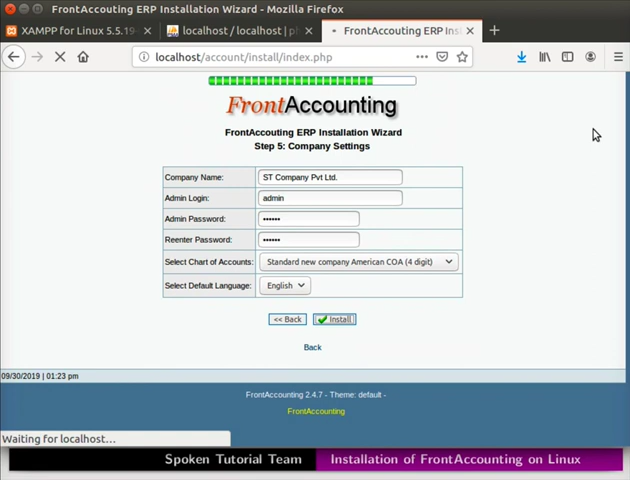 FrontAccouting ERP Installation Wizard - Mozilla Firefox
XAMPP for Linux 5.5.19 × localhost / localhost | p × FrontAccouting ERP Inst ×
localhost/account/install/index.php
FrontAccounting
FrontAccouting ERP Installation Wizard
Step 5: Company Settings
Company Name: ST Company Pvt Ltd.
Admin Login: admin
Admin Password: ••••••
Reenter Password: ••••••
Select Chart of Accounts: Standard new company American COA (4 digit)
Select Default Language: English
<< Back Install
Back
09/30/2019 | 01:23 pm
FrontAccounting 2.4.7 - Theme: default -
FrontAccounting
Waiting for localhost...
Spoken Tutorial Team Installation of FrontAccounting on Linux